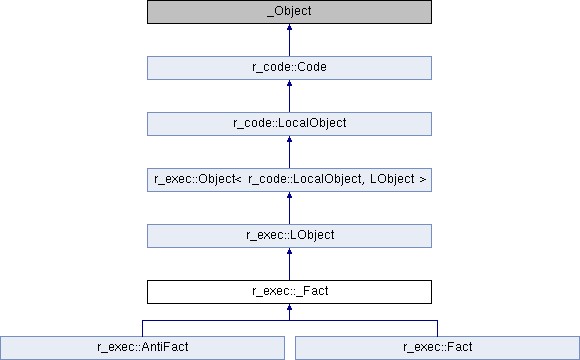 _Object
r_code::Code
r_code::LocalObject
r_exec::Object< r_code::LocalObject, LObject >
r_exec::LObject
r_exec::_Fact
r_exec::AntiFact
r_exec::Fact